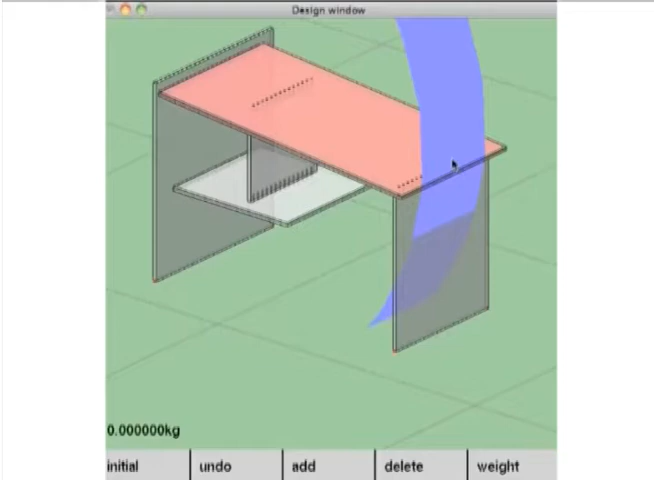 Design window
0.000000kg
initial
undo
add
delete
weight